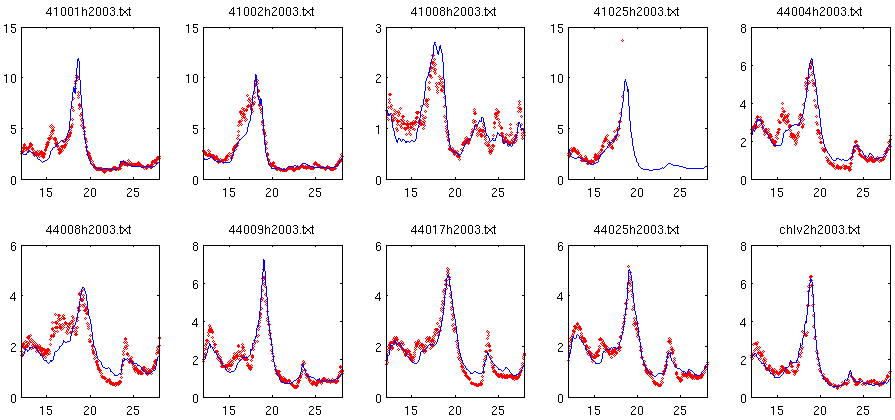 41001h2003.txt 41002h2003.txt 41008h2003.txt 41025h2003.txt 44004h2003.txt
15 15 3 15 8
10 10 2 10 6
4
5 5 1 5 2
0 0 0 0 0
15 20 25 15 20 25 15 20 25 15 20 25 15 20 25
44008h2003.txt 44009h2003.txt 44017h2003.txt 44025h2003.txt chlv2h2003.txt
6 8 6 6 8
4 6 4 4 6
4 4
2 2 2 2 2
0 0 0 0 0
15 20 25 15 20 25 15 20 25 15 20 25 15 20 25